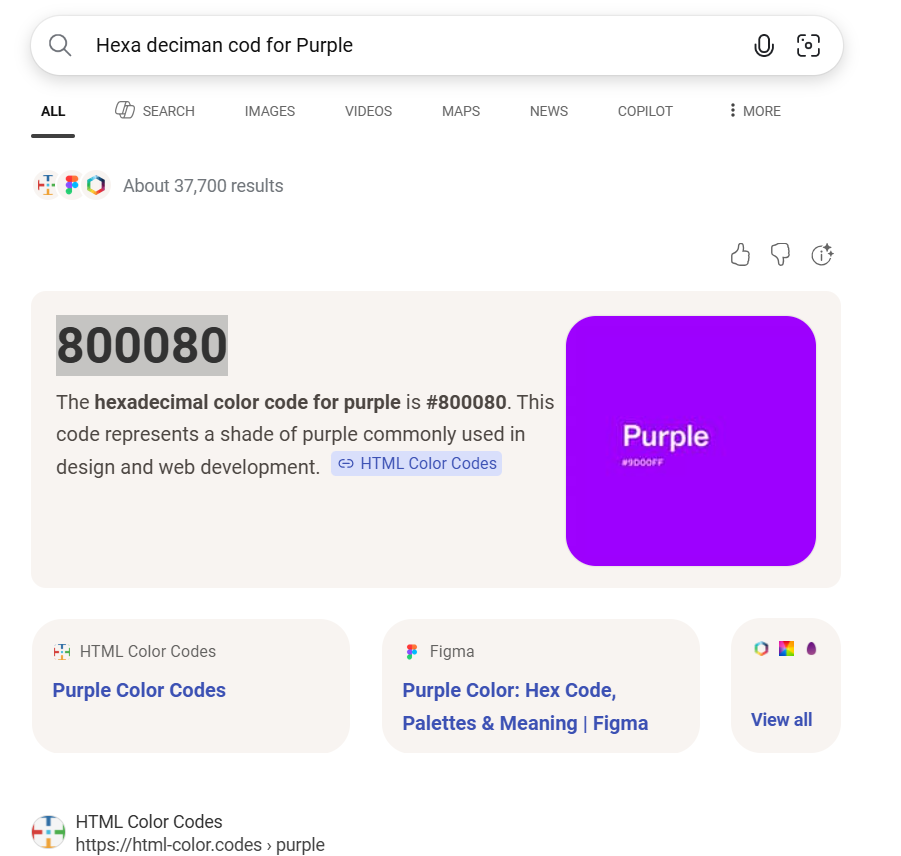 Hexa deciman cod for Purple
ALL SEARCH IMAGES VIDEOS MAPS NEWS COPILOT MORE
About 37,700 results
800080
The hexadecimal color code for purple is #800080. This
code represents a shade of purple commonly used in
design and web development. HTML Color Codes
Purple
#9D00FF
HTML Color Codes
Purple Color Codes
Figma
Purple Color: Hex Code,
Palettes & Meaning | Figma
View all
HTML Color Codes
https://html-color.codes › purple